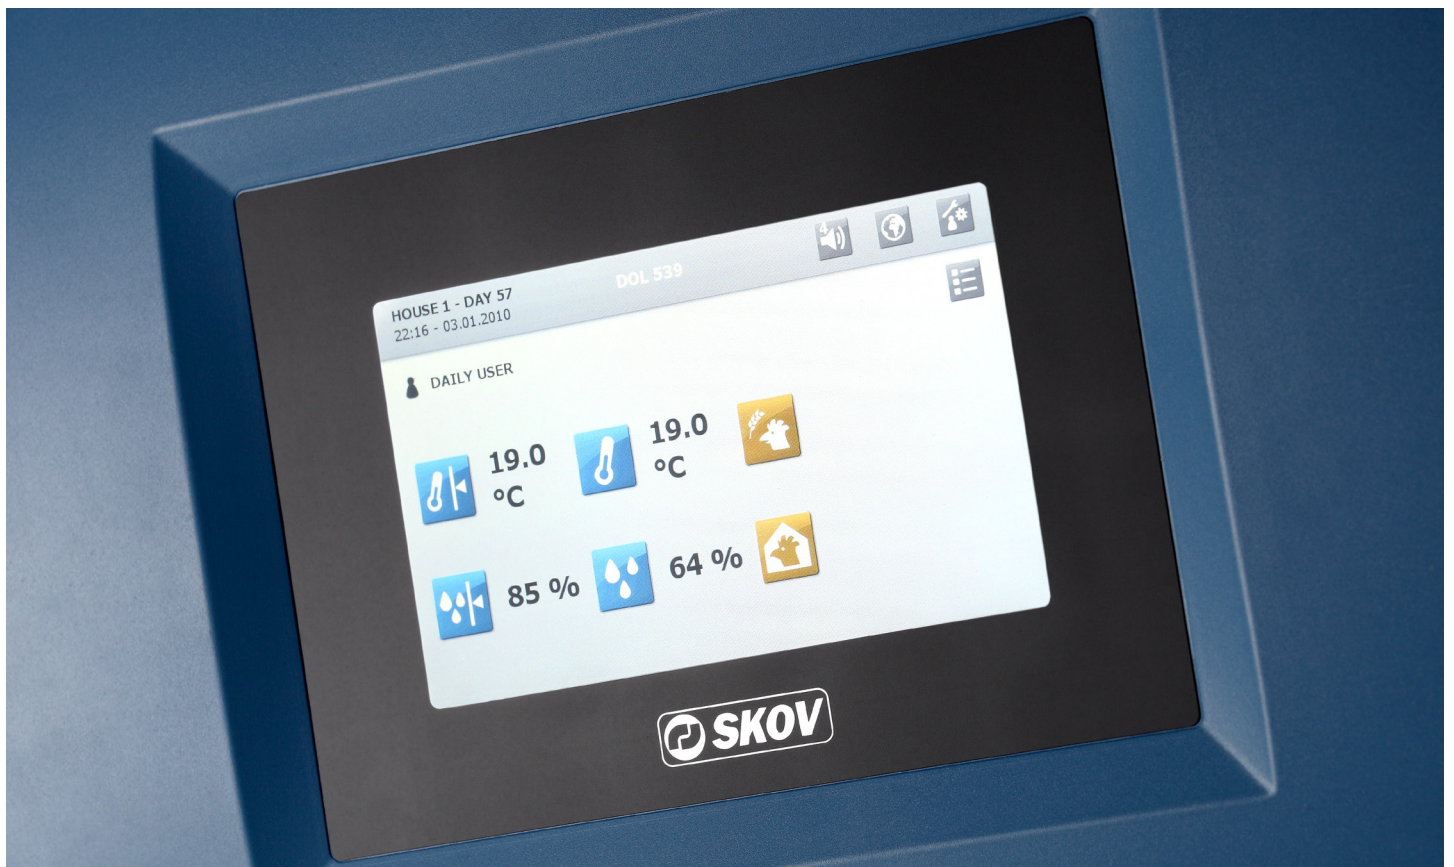 HOUSE 1 - DAY 57
22:16 - 03.01.2010
DOL 539
4
DAILY USER
19.0
°C
19.0
°C
85 %
64 %
SKOV